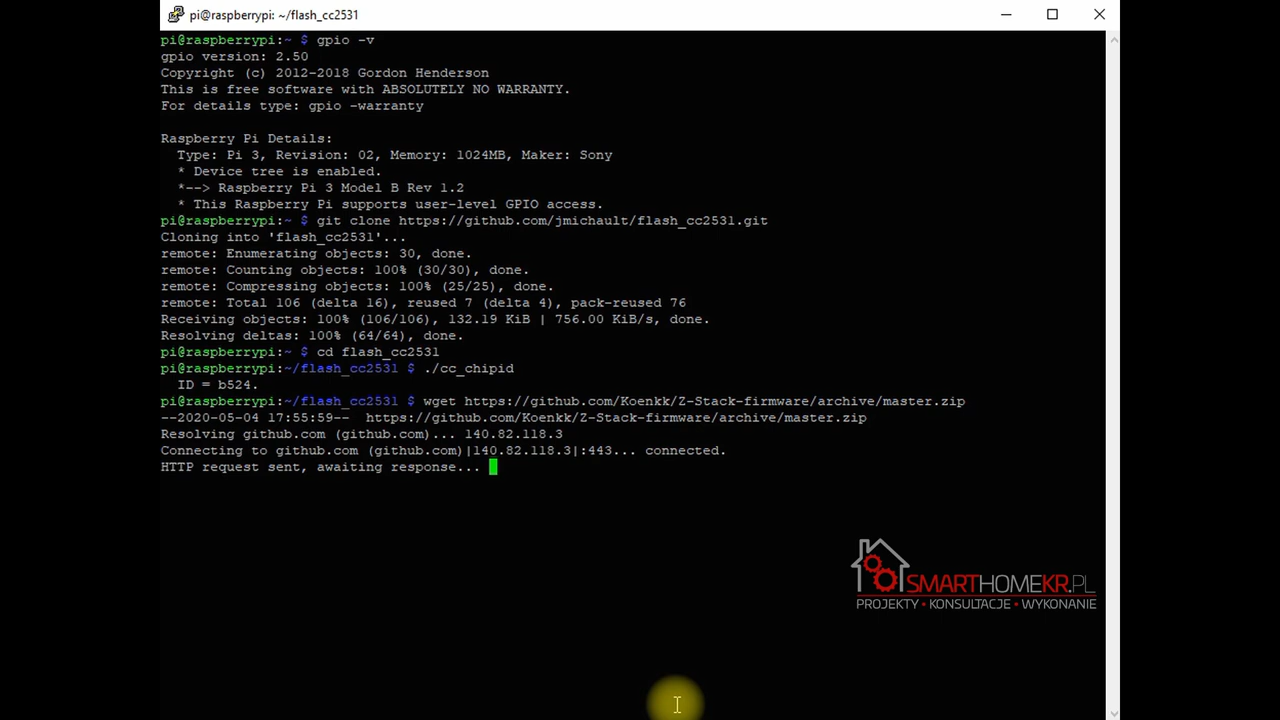 pi@raspberrypi: ~/flash_cc2531
pi@raspberrypi:~ $ gpio -v
gpio version: 2.50
Copyright (c) 2012-2018 Gordon Henderson
This is free software with ABSOLUTELY NO WARRANTY.
For details type: gpio -warranty
Raspberry Pi Details:
Type: Pi 3, Revision: 02, Memory: 1024MB, Maker: Sony
* Device tree is enabled.
*--> Raspberry Pi 3 Model B Rev 1.2
* This Raspberry Pi supports user-level GPIO access.
pi@raspberrypi:~ $ git clone https://github.com/jmichault/flash_cc2531.git
Cloning into 'flash_cc2531'...
remote: Enumerating objects: 30, done.
remote: Counting objects: 100% (30/30), done.
remote: Compressing objects: 100% (25/25), done.
remote: Total 106 (delta 16), reused 7 (delta 4), pack-reused 76
Receiving objects: 100% (106/106), 132.19 KiB | 756.00 KiB/s, done.
Resolving deltas: 100% (64/64), done.
pi@raspberrypi:~ $ cd flash_cc2531
pi@raspberrypi:~/flash_cc2531 $ ./cc_chipid
ID = b524.
pi@raspberrypi:~/flash_cc2531 $ wget https://github.com/Koenkk/Z-Stack-firmware/archive/master.zip
--2020-05-04 17:55:59-- https://github.com/Koenkk/Z-Stack-firmware/archive/master.zip
Resolving github.com (github.com)... 140.82.118.3
Connecting to github.com (github.com)|140.82.118.3|:443... connected.
HTTP request sent, awaiting response...
SMARTHOMEKR.PL
PROJEKTY • KONSULTACJE • WYKONANIE